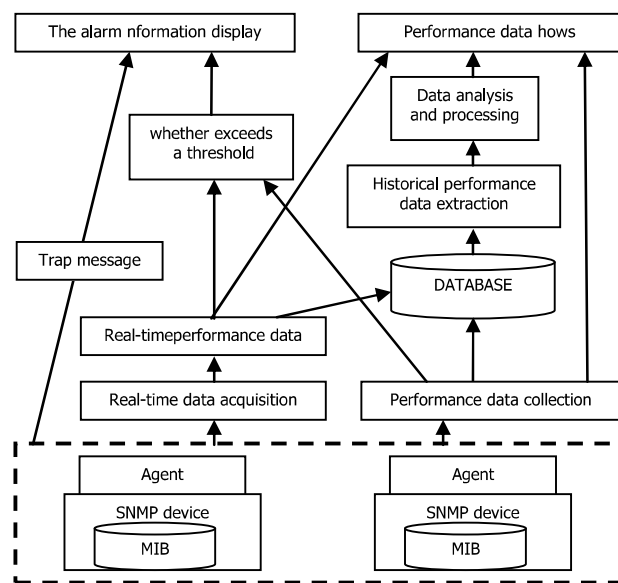 The alarm nformation display
Performance data hows
Data analysis
and processing
whether exceeds
a threshold
Historical performance
data extraction
Trap message
DATABASE
Real-timeperformance data
Real-time data acquisition
Performance data collection
Agent
SNMP device
MIB
Agent
SNMP device
MIB